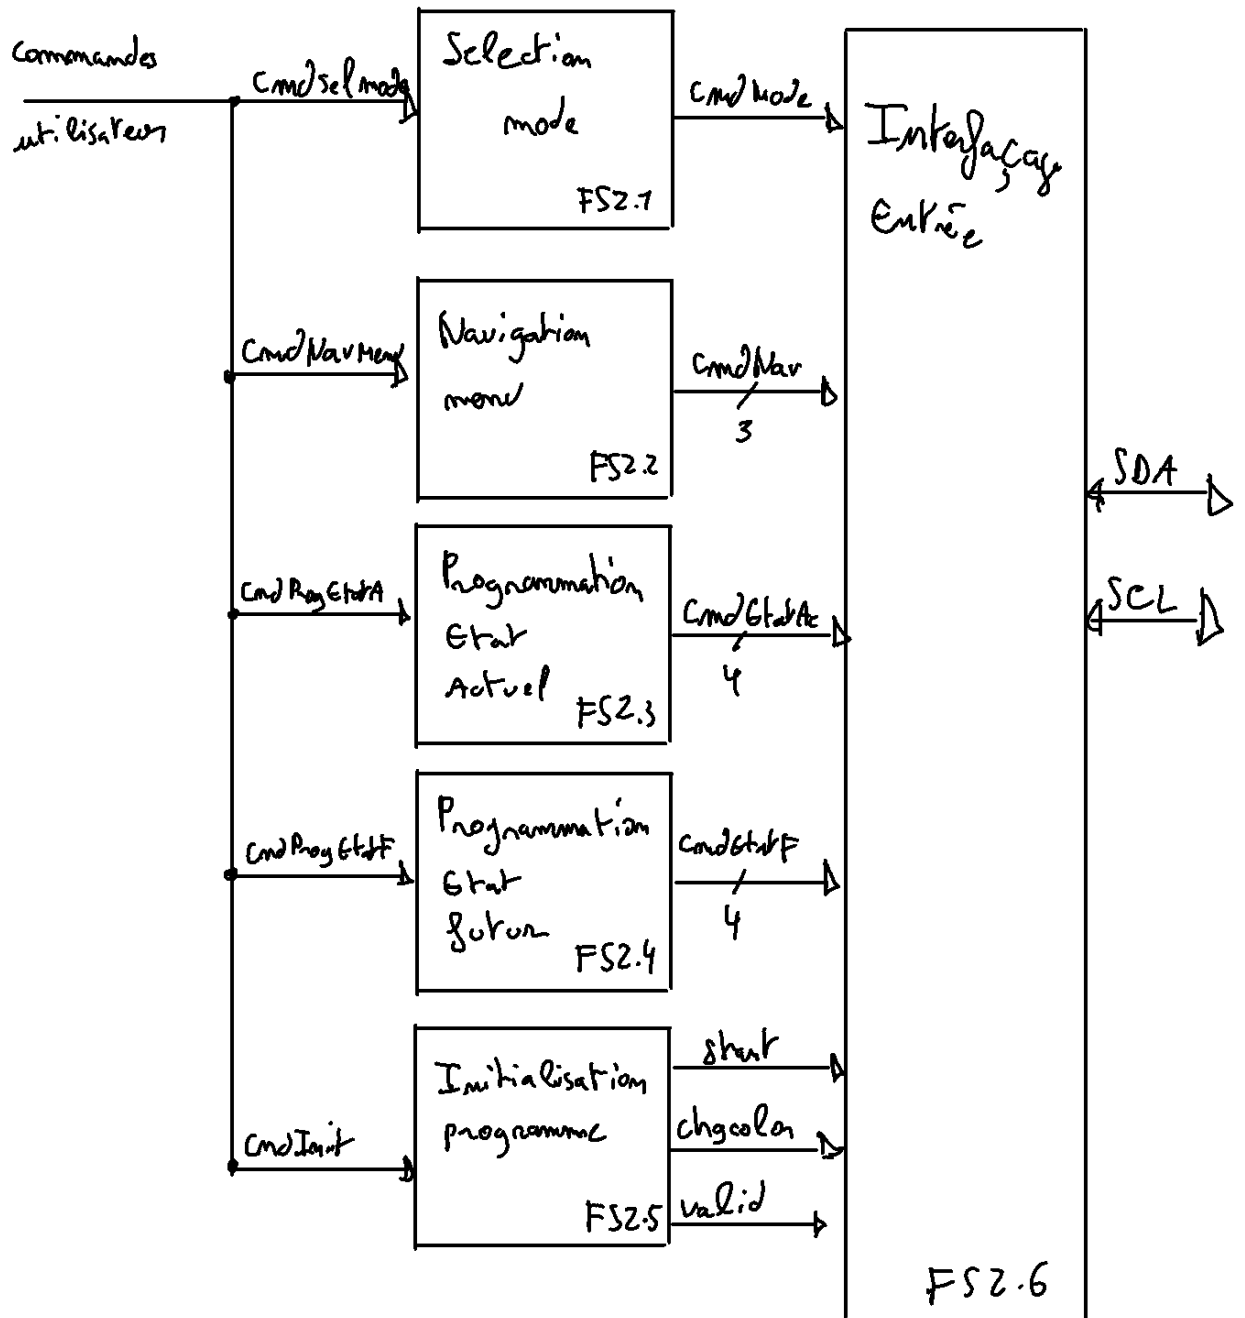 Commandes
utilisateur
CmdSelmode
Selection
mode
FS2.1
CmdMode
Interfaçage
Entrée
CmdNavMenu
Navigation
menu
FS2.2
CmdNav
3
SDA
SCL
CmdProgEtatA
Programmation
Etat
Actuel
FS2.3
CmdEtatAc
4
CmdProgEtatF
Programmation
Etat
futur
FS2.4
CmdEtatF
4
CmdInit
Initialisation
programme
FS2.5
start
chgcolor
valid
FS2.6